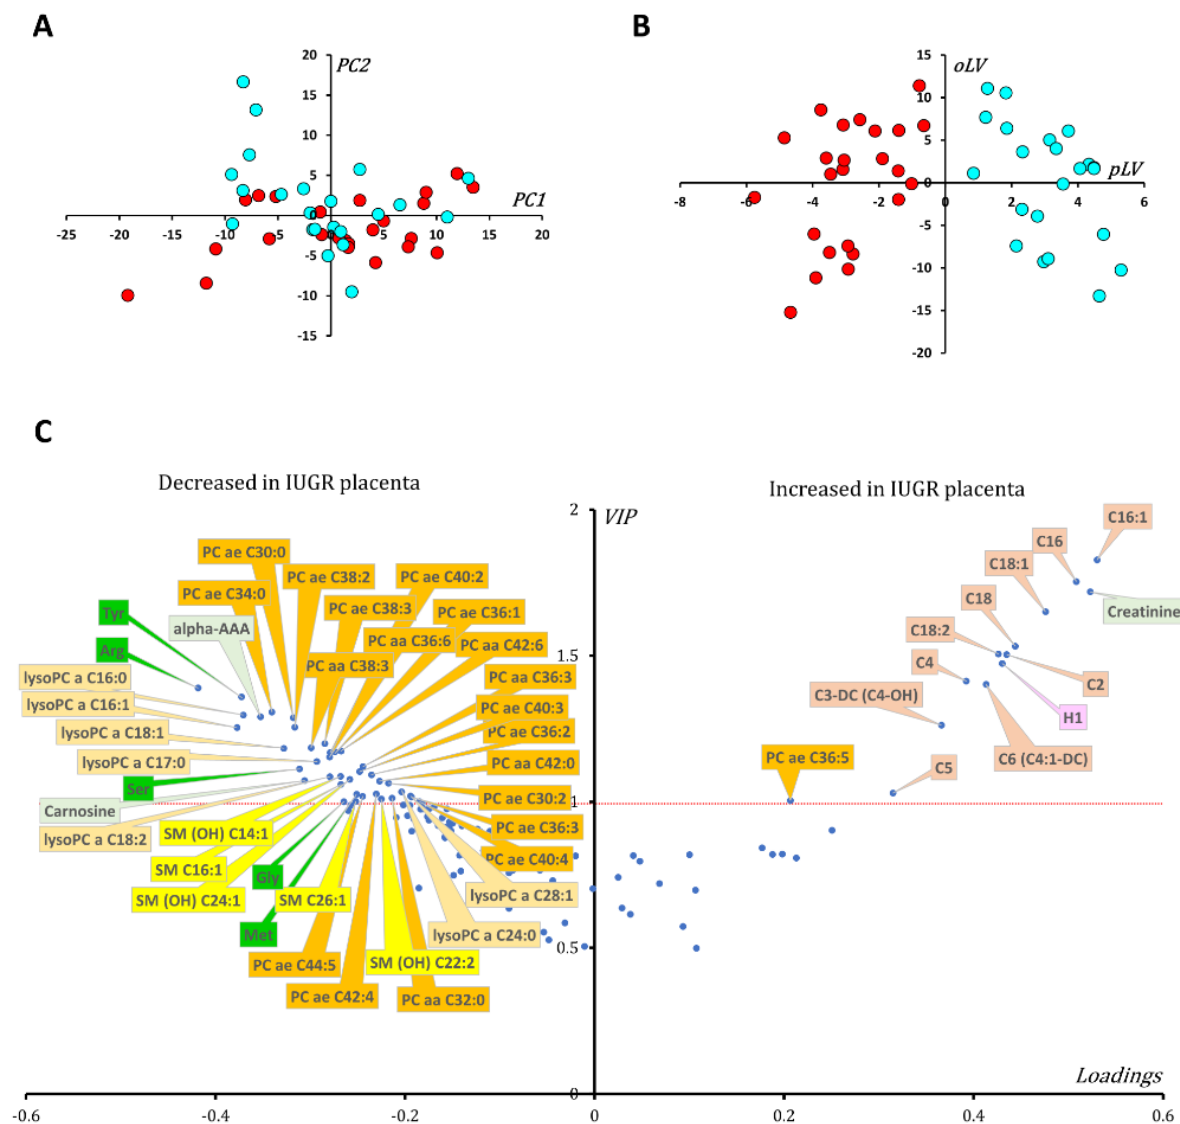 A
B
20
PC2
15
10
5
PC1
0
-25
-20
-15
-10
-5
0
5
10
15
20
-5
-10
-15
15
oLV
10
5
pLV
0
-8
-6
-4
-2
0
2
4
6
-5
-10
-15
-20
C
Decreased in IUGR placenta
Increased in IUGR placenta
2
VIP
C16:1
PC ae C30:0
C16
PC ae C38:2
PC ae C40:2
C18:1
PC ae C34:0
Creatinine
Tyr
PC ae C38:3
PC ae C36:1
C18
alpha-AAA
C18:2
PC aa C36:6
PC aa C42:6
Arg
1.5
C4
PC aa C38:3
lysoPC a C16:0
PC aa C36:3
C2
C3-DC (C4-OH)
lysoPC a C16:1
PC ae C40:3
H1
lysoPC a C18:1
PC ae C36:2
PC ae C36:5
C6 (C4:1-DC)
lysoPC a C17:0
PC aa C42:0
C5
Ser
PC ae C30:2
Carnosine
1
PC ae C36:3
lysoPC a C18:2
SM (OH) C14:1
PC ae C40:4
SM C16:1
Gly
lysoPC a C28:1
SM (OH) C24:1
SM C26:1
Met
lysoPC a C24:0
0.5
PC ae C44:5
SM (OH) C22:2
PC ae C42:4
PC aa C32:0
Loadings
0
-0.6
-0.4
-0.2
0
0.2
0.4
0.6